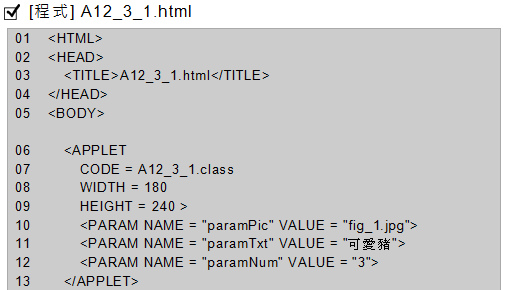 [程式] A12_3_1.html
01 <HTML>
02 <HEAD>
03 <TITLE>A12_3_1.html</TITLE>
04 </HEAD>
05 <BODY>
06 <APPLET
07 CODE = A12_3_1.class
08 WIDTH = 180
09 HEIGHT = 240 >
10 <PARAM NAME = "paramPic" VALUE = "fig_1.jpg">
11 <PARAM NAME = "paramTxt" VALUE = "可愛豬">
12 <PARAM NAME = "paramNum" VALUE = "3">
13 </APPLET>